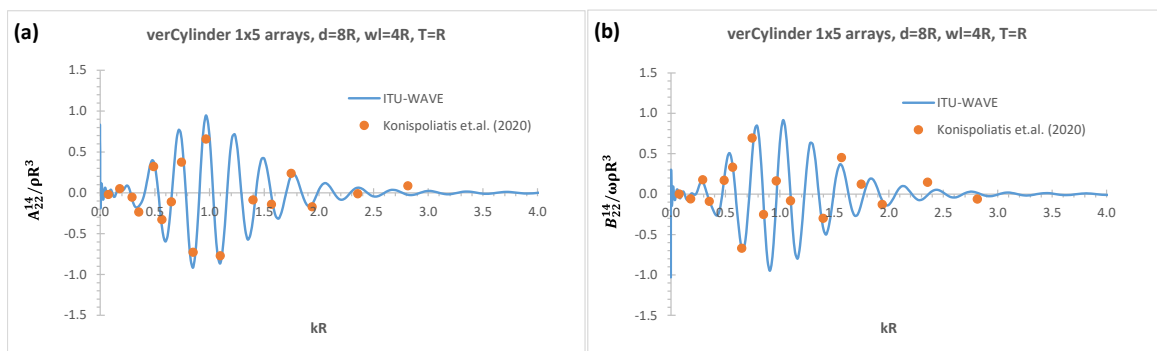 (a)
verCylinder 1x5 arrays, d=8R, wl=4R, T=R
1.5
1.0
0.5
0.0
-0.5
-1.0
-1.5
0.0 0.5 1.0 1.5 2.0 2.5 3.0 3.5 4.0
A₂₂¹⁴/ρR³
kR
ITU-WAVE
Konispoliatis et.al. (2020)
(b)
verCylinder 1x5 arrays, d=8R, wl=4R, T=R
1.5
1.0
0.5
0.0
-0.5
-1.0
-1.5
0.0 0.5 1.0 1.5 2.0 2.5 3.0 3.5 4.0
B₂₂¹⁴/ωρR³
kR
ITU-WAVE
Konispoliatis et.al. (2020)